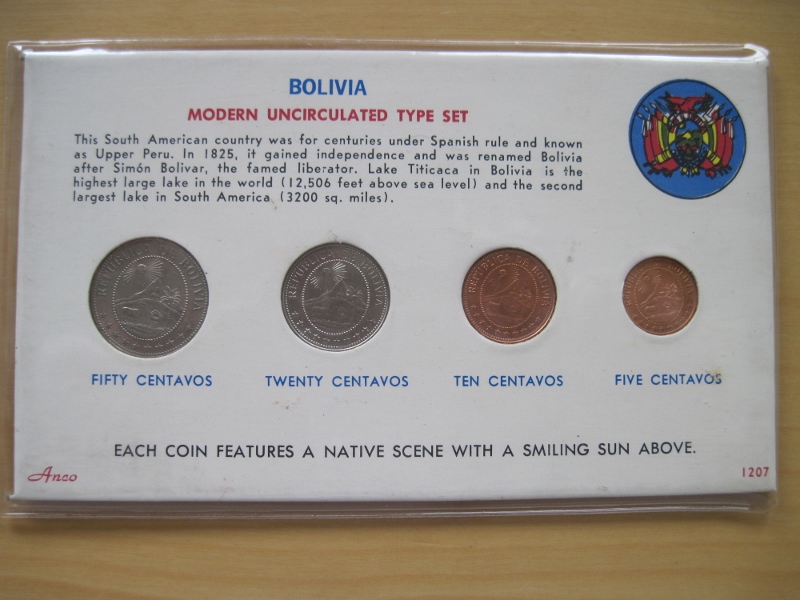 BOLIVIA
MODERN UNCIRCULATED TYPE SET
This South American country was for centuries under Spanish rule and known
as Upper Peru. In 1825, it gained independence and was renamed Bolivia
after Simón Bolivar, the famed liberator. Lake Titicaca in Bolivia is the
highest large lake in the world (12,506 feet above sea level) and the second
largest lake in South America (3200 sq. miles).
REPUBLICA DE BOLIVIA
REPUBLICA DE BOLIVIA
REPUBLICA DE BOLIVIA
REPUBLICA DE BOLIVIA
FIFTY CENTAVOS
TWENTY CENTAVOS
TEN CENTAVOS
FIVE CENTAVOS
EACH COIN FEATURES A NATIVE SCENE WITH A SMILING SUN ABOVE.
Anco
1207